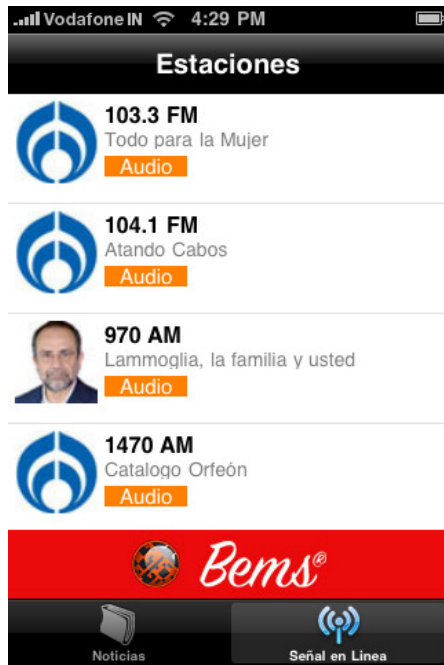 Vodafone IN 4:29 PM
Estaciones
103.3 FM
Todo para la Mujer
Audio
104.1 FM
Atando Cabos
Audio
970 AM
Lammoglia, la familia y usted
Audio
1470 AM
Catalogo Orfeón
Audio
Bems®
Noticias
Señal en Linea